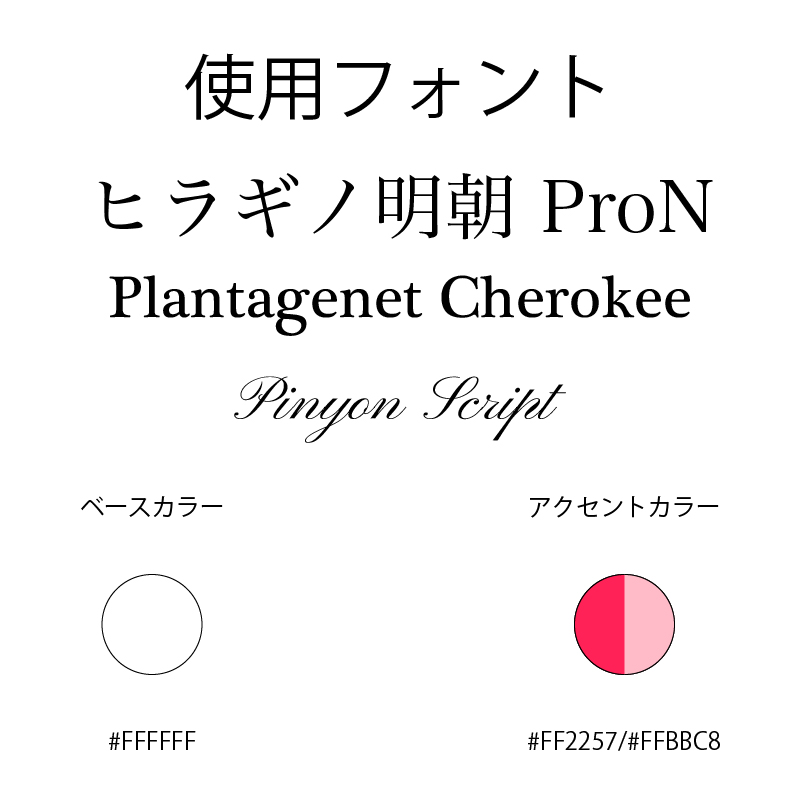 使用フォント
ヒラギノ明朝 ProN
Plantagenet Cherokee
Pinyon Script
ベースカラー
アクセントカラー
#FFFFFF
#FF2257/#FFBBC8